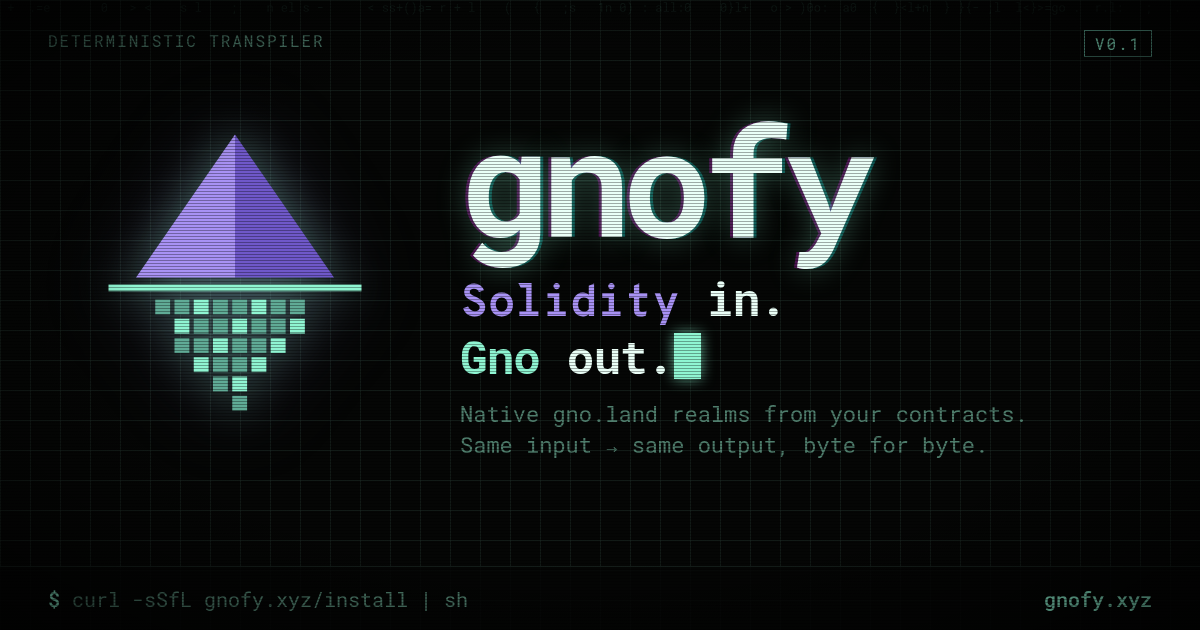 DETERMINISTIC TRANSPILER
V0.1
gnofy
Solidity in.
Gno out.
Native gno.land realms from your contracts.
Same input → same output, byte for byte.
$ curl -sSfL gnofy.xyz/install | sh
gnofy.xyz